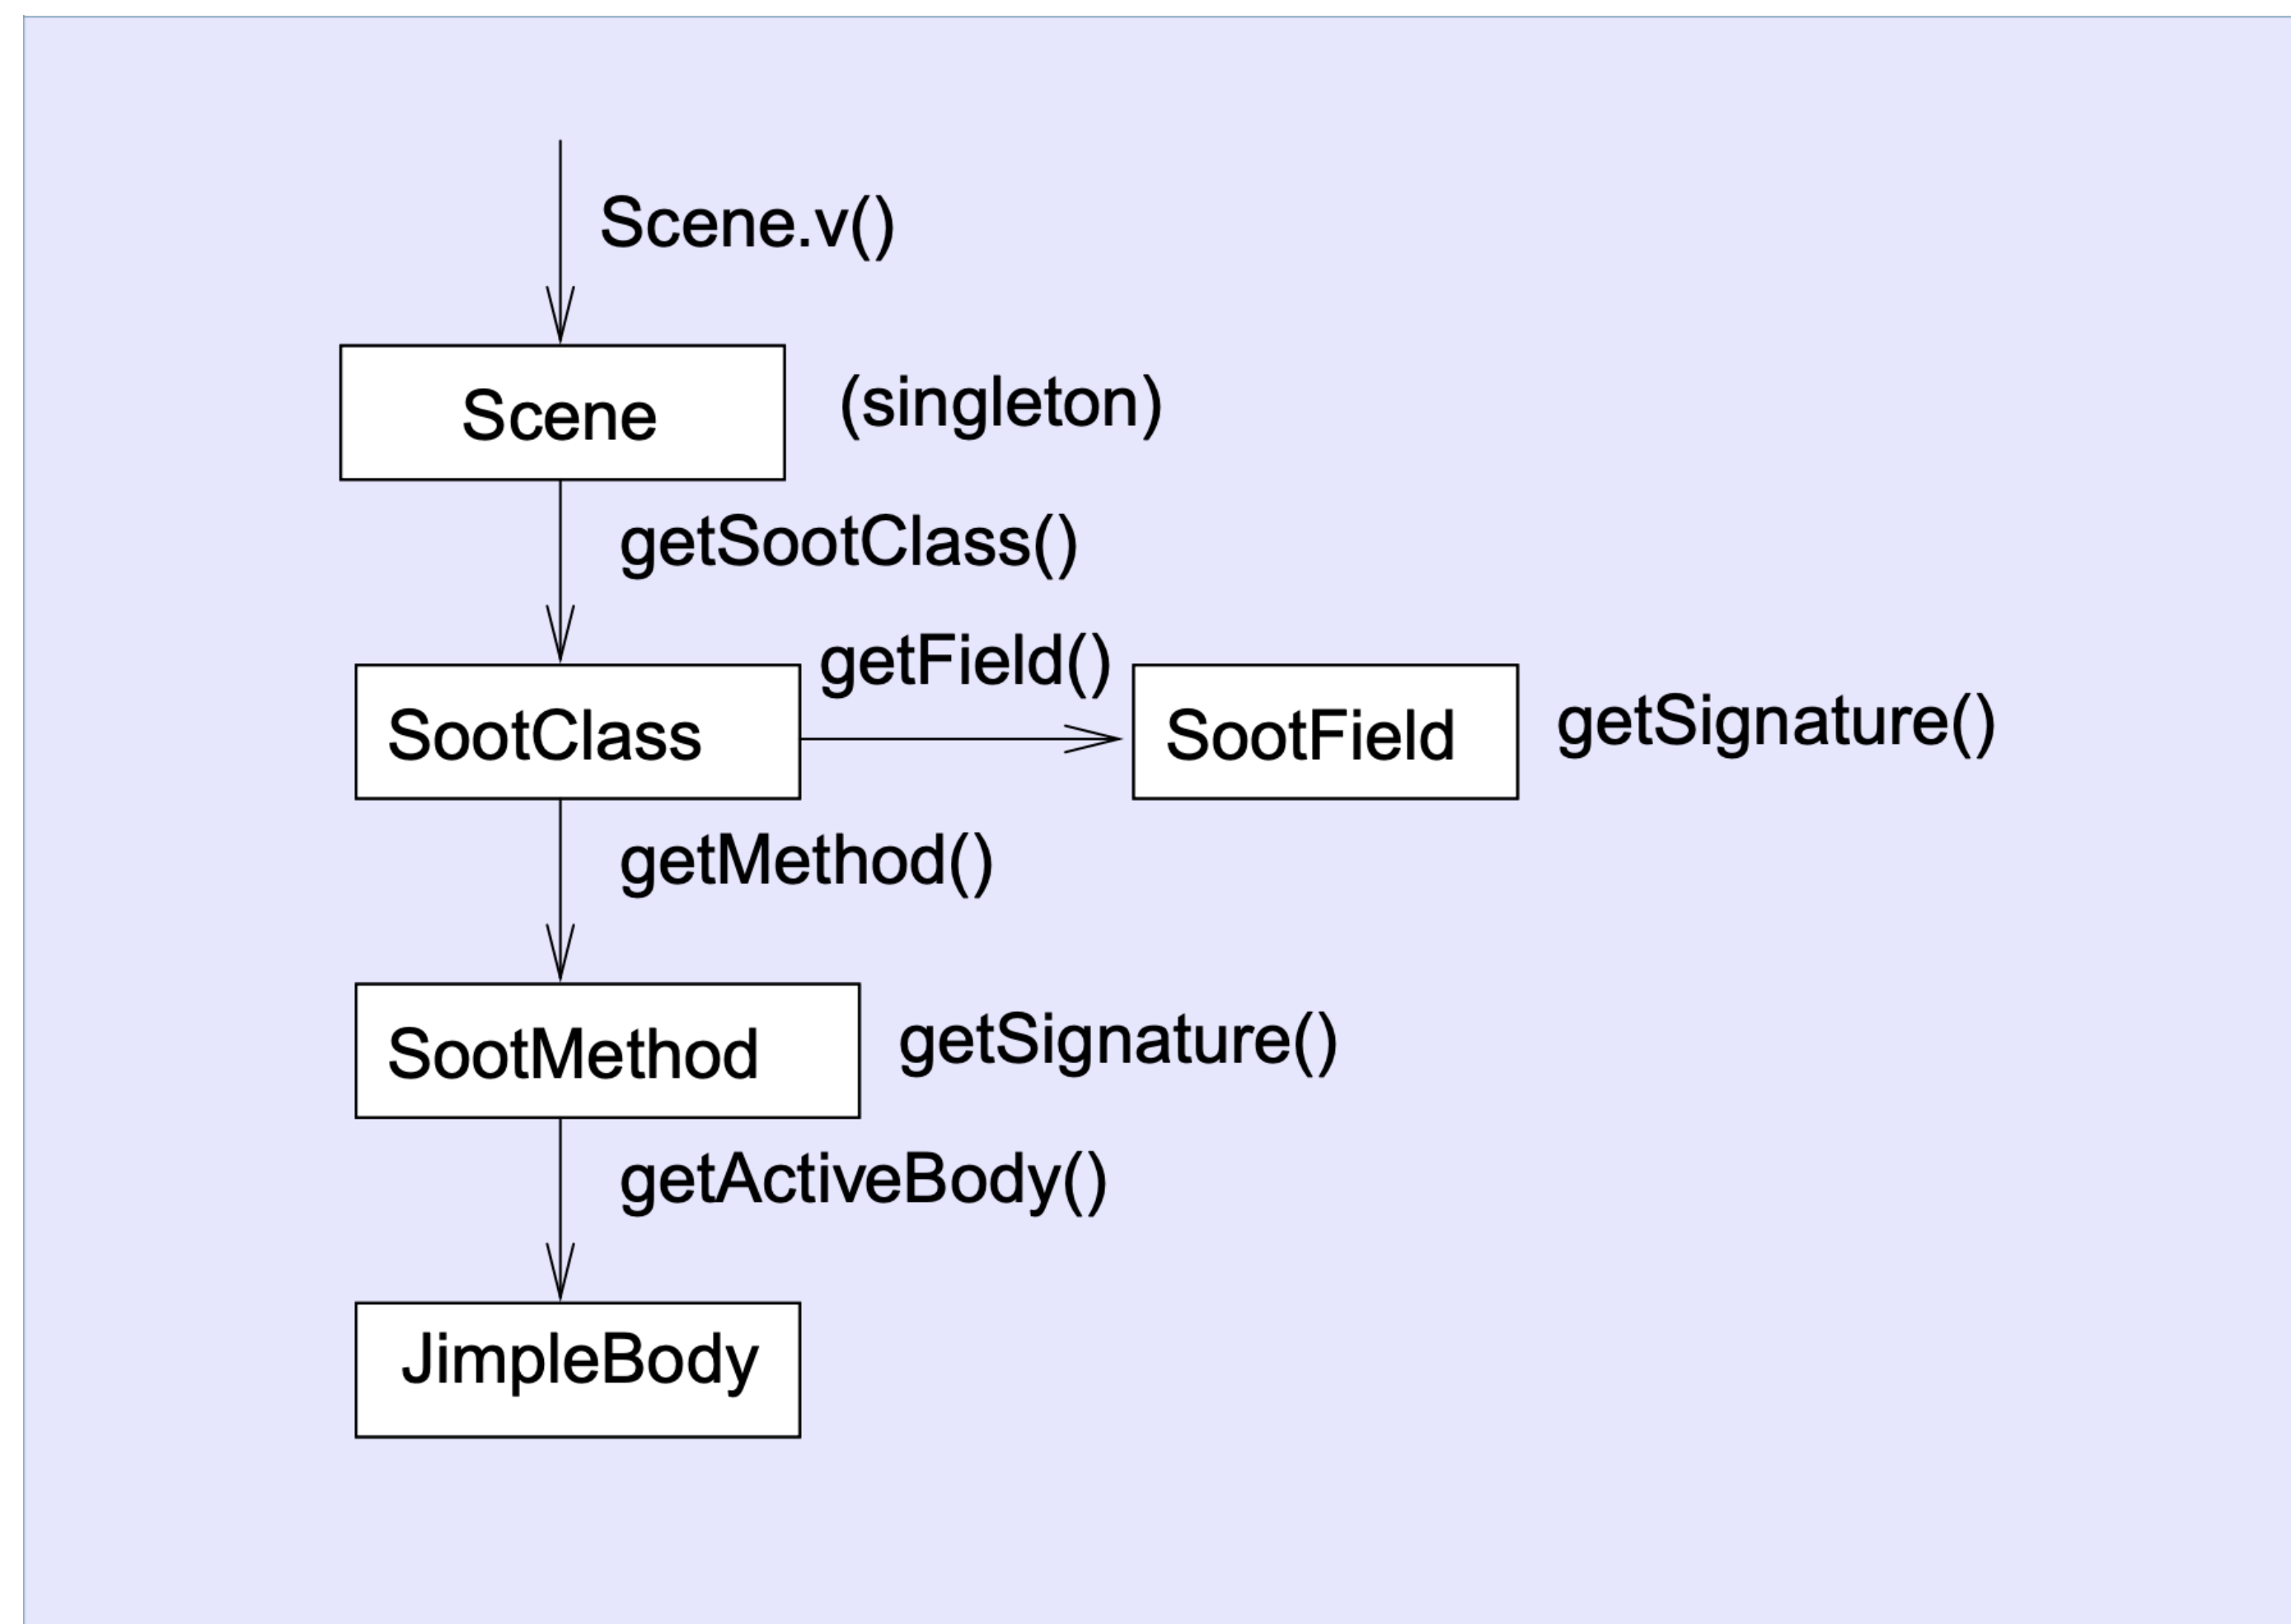 Scene.v()
Scene
(singleton)
getSootClass()
getField()
SootClass
SootField
getSignature()
getMethod()
SootMethod
getSignature()
getActiveBody()
JimpleBody